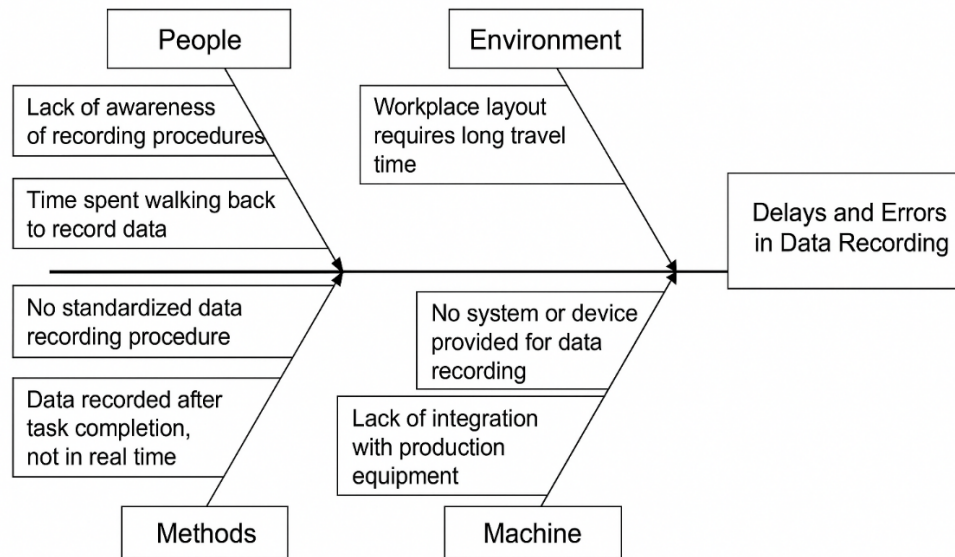 People
Environment
Lack of awareness
of recording procedures
Workplace layout
requires long travel
time
Time spent walking back
to record data
Delays and Errors
in Data Recording
No standardized data
recording procedure
No system or device
provided for data
recording
Data recorded after
task completion,
not in real time
Lack of integration
with production
equipment
Methods
Machine